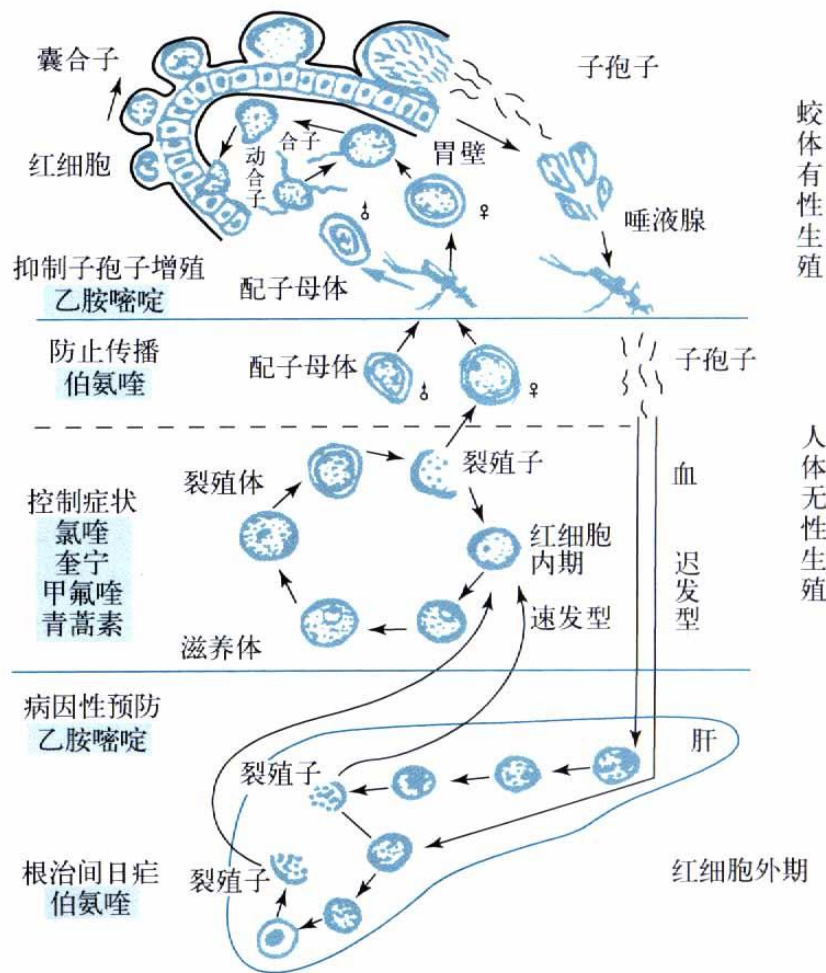 囊合子
子孢子
红细胞
动合子
合子
胃壁
♂
♀
唾液腺
蚊体有性生殖
抑制子孢子增殖
乙胺嘧啶
配子母体
防止传播
伯氨喹
配子母体
♂
♀
子孢子
控制症状
氯喹
奎宁
甲氟喹
青蒿素
裂殖体
裂殖子
红细胞
内期
速发型
滋养体
血
迟发型
人体无性生殖
病因性预防
乙胺嘧啶
裂殖子
肝
根治间日疟
伯氨喹
裂殖子
红细胞外期